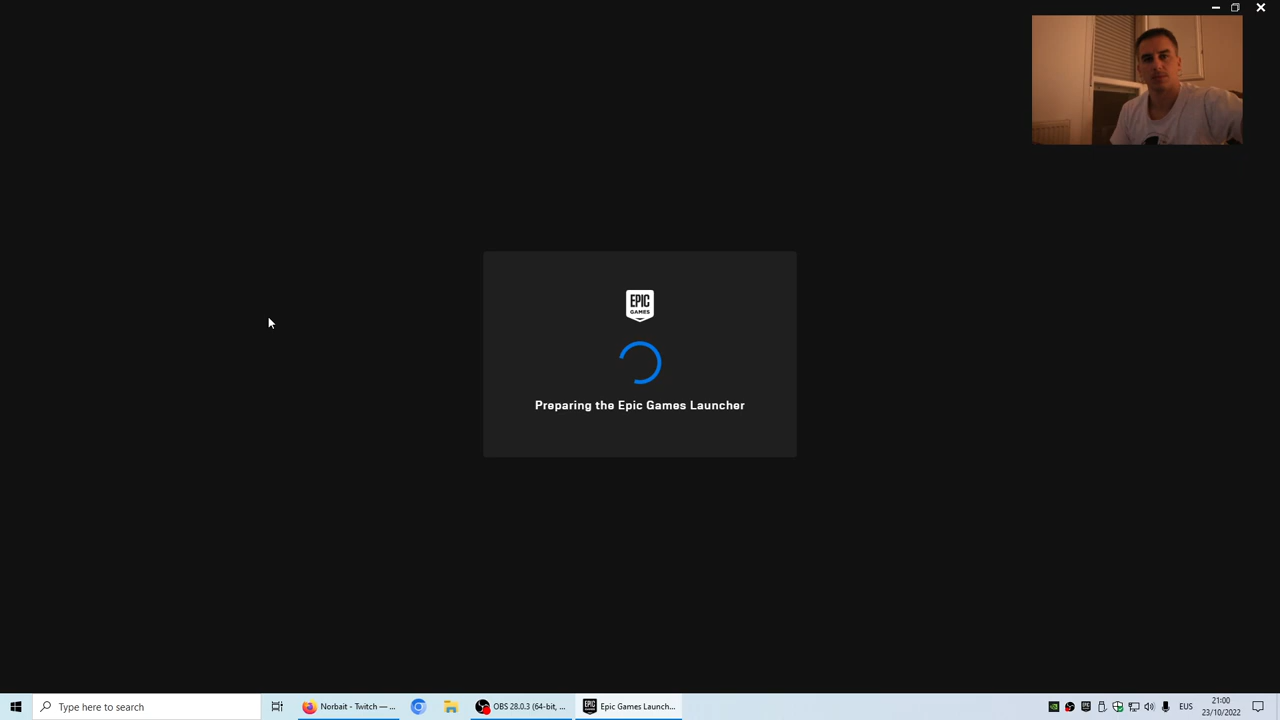 EPIC
GAMES
Preparing the Epic Games Launcher
Type here to search
Norbait - Twitch — ...
OBS 28.0.3 (64-bit, ...
EPIC
Epic Games Launch...
EUS
21:00
23/10/2022